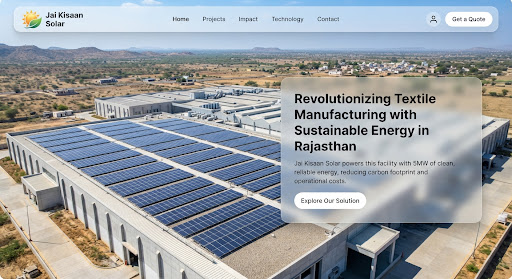 Jai Kisaan
Solar
Home
Projects
Impact
Technology
Contact
Get a Quote
Revolutionizing Textile
Manufacturing with
Sustainable Energy in
Rajasthan
Jai Kisaan Solar powers this facility with 5MW of clean,
reliable energy, reducing carbon footprint and
operational costs.
Explore Our Solution